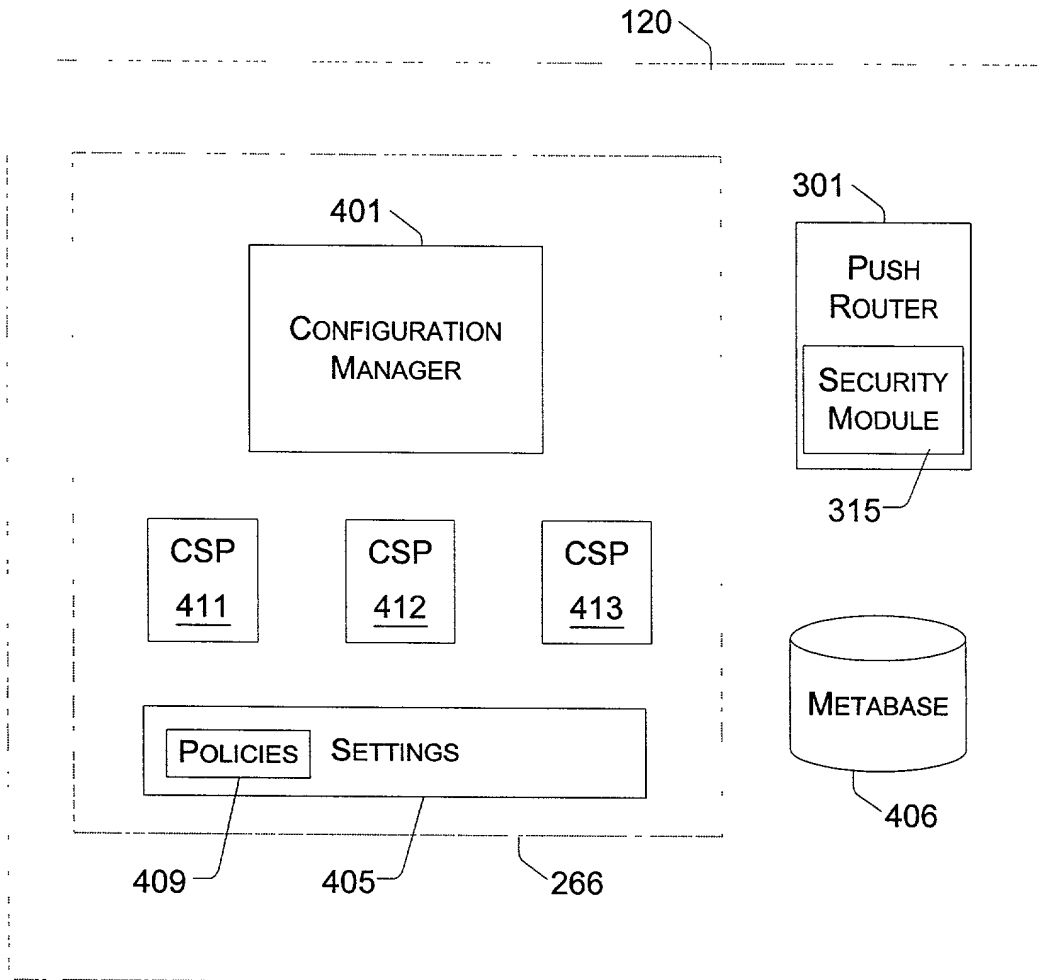 120
301
401
PUSH
ROUTER
CONFIGURATION
MANAGER
SECURITY
MODULE
315
CSP
411
CSP
412
CSP
413
METABASE
POLICIES SETTINGS
406
409
405
266